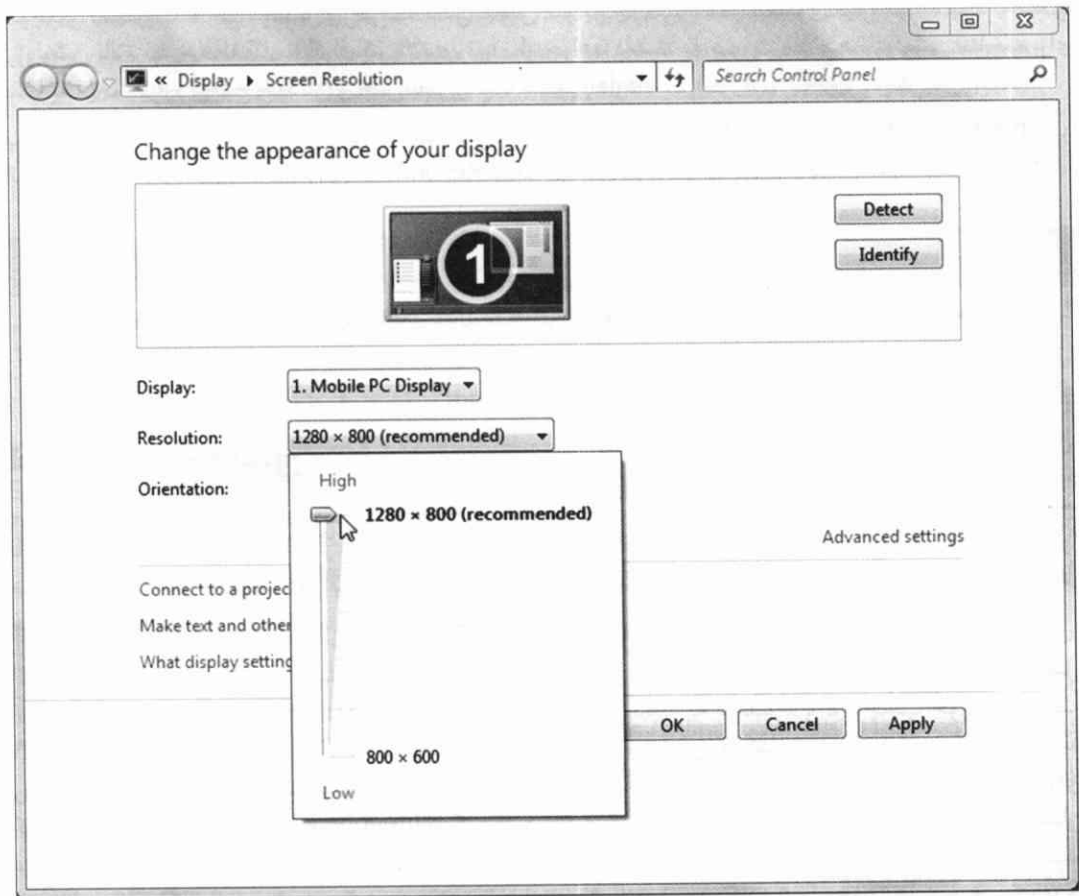 « Display ▸ Screen Resolution
Search Control Panel
Change the appearance of your display
1
Detect
Identify
Display: 1. Mobile PC Display
Resolution: 1280 × 800 (recommended)
Orientation:
High
1280 × 800 (recommended)
Advanced settings
Connect to a projec
Make text and other
What display setting
OK Cancel Apply
800 × 600
Low